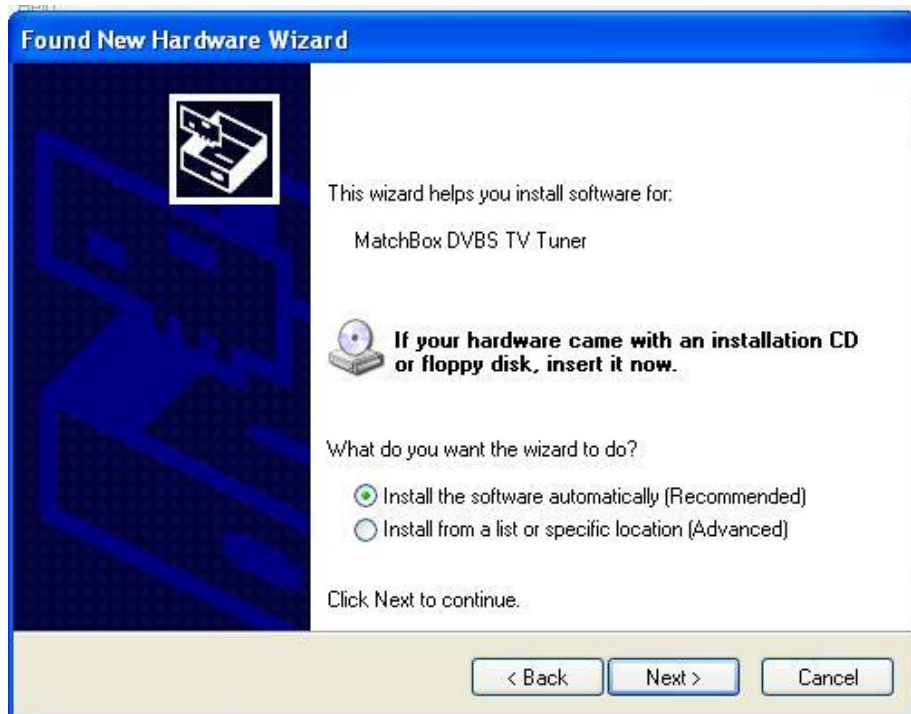 Found New Hardware Wizard
This wizard helps you install software for:
MatchBox DVBS TV Tuner
If your hardware came with an installation CD
or floppy disk, insert it now.
What do you want the wizard to do?
Install the software automatically (Recommended)
Install from a list or specific location (Advanced)
Click Next to continue.
< Back Next > Cancel